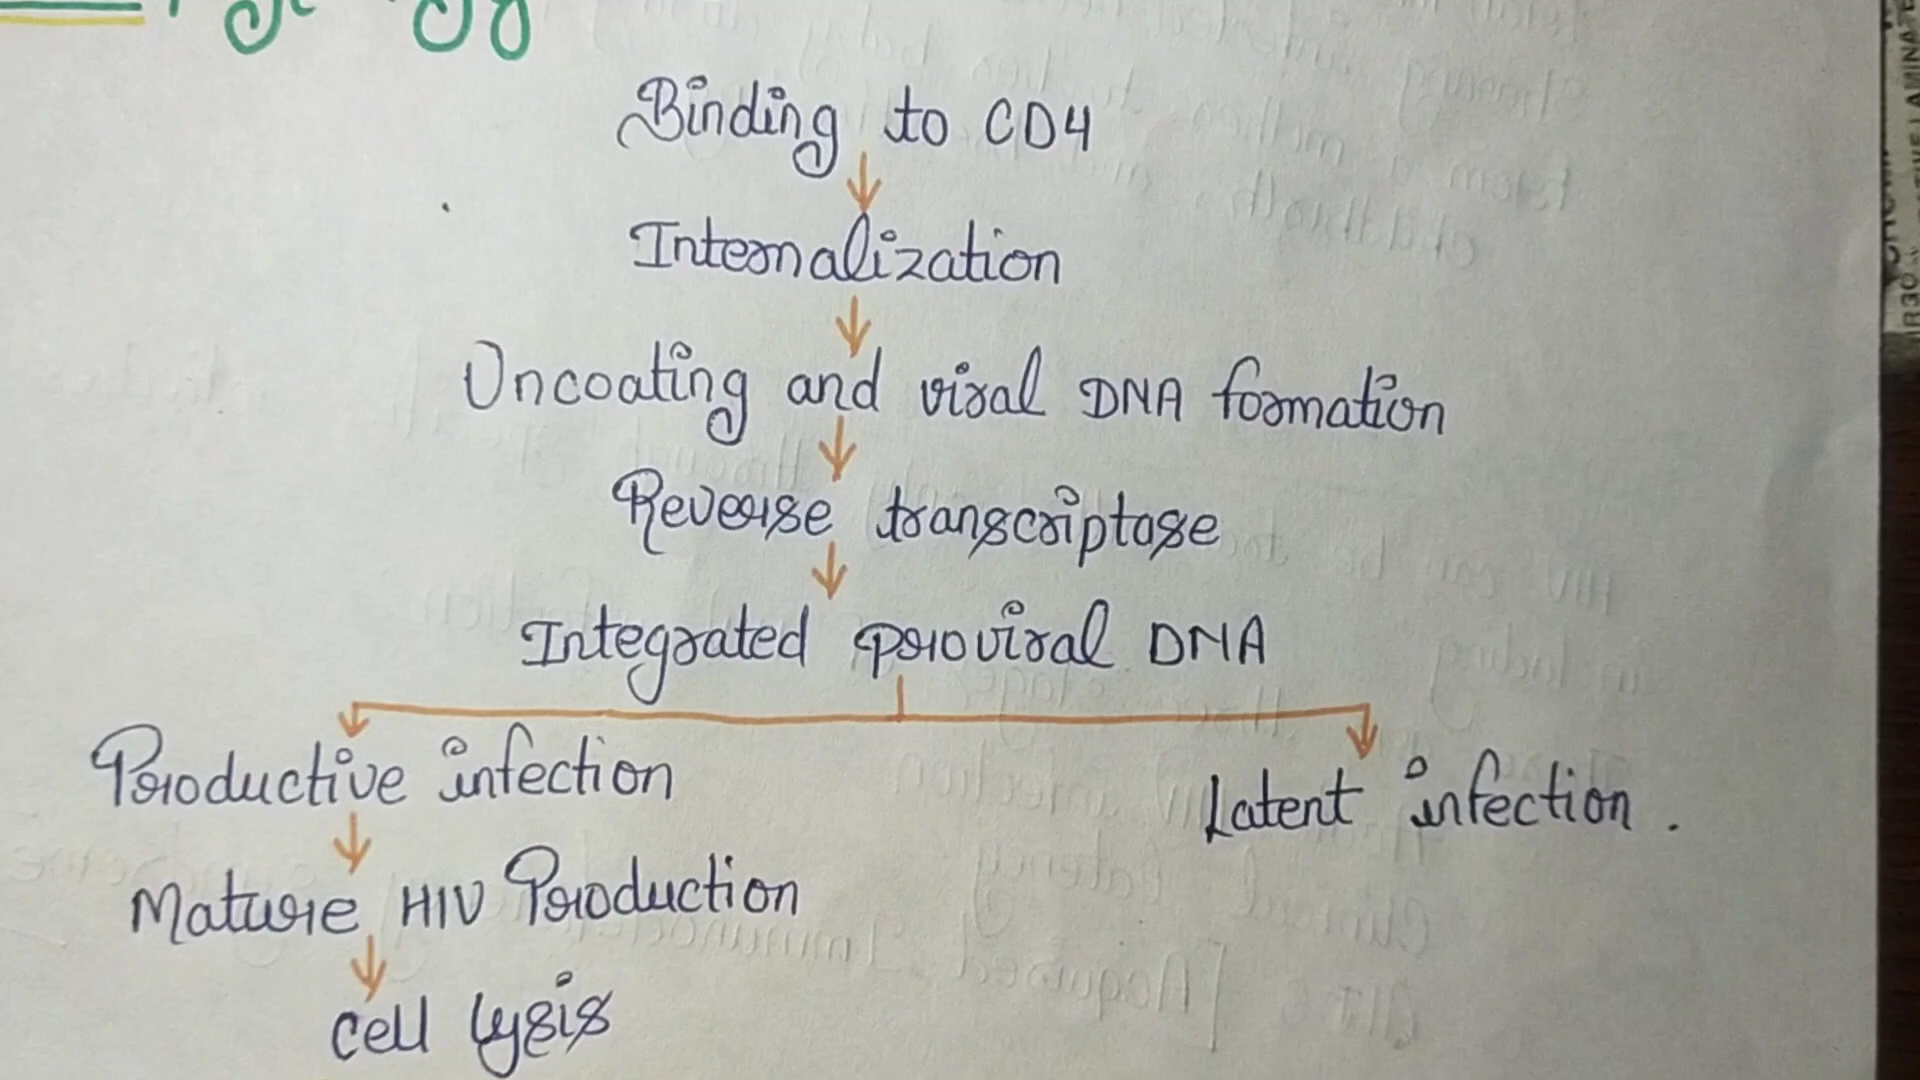 Binding to CD4
Internalization
Uncoating and viral DNA formation
Reverse transcriptase
Integrated proviral DNA
Productive infection
Latent infection.
Mature HIV Production
cell lysis